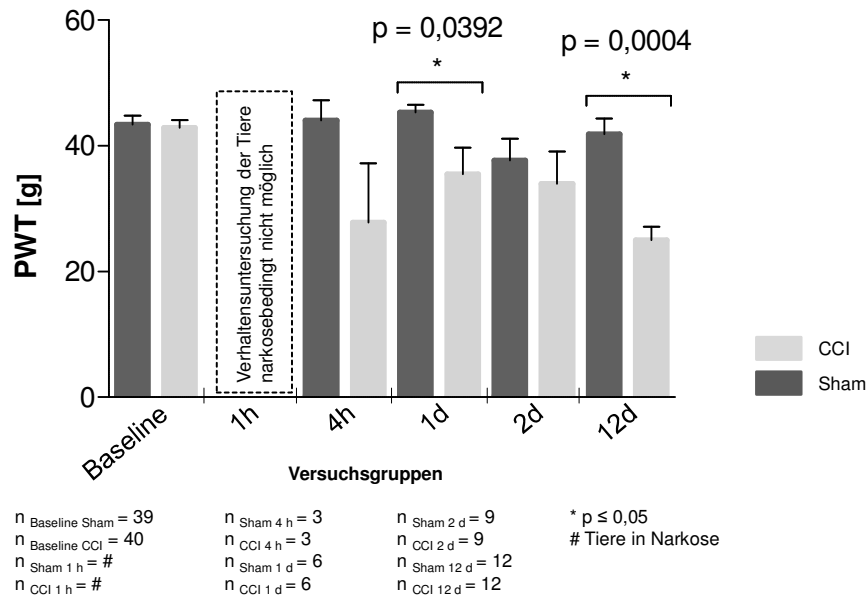 60
p = 0,0392
p = 0,0004
*
*
40
20
0
PWT [g]
Verhaltensuntersuchung der Tiere
narkosebedingt nicht möglich
CCI
Sham
Baseline
1h
4h
1d
2d
12d
Versuchsgruppen
n Baseline Sham = 39
n Baseline CCI = 40
n Sham 1 h = #
n CCI 1 h = #
n Sham 4 h = 3
n CCI 4 h = 3
n Sham 1 d = 6
n CCI 1 d = 6
n Sham 2 d = 9
n CCI 2 d = 9
n Sham 12 d = 12
n CCI 12 d = 12
* p ≤ 0,05
# Tiere in Narkose